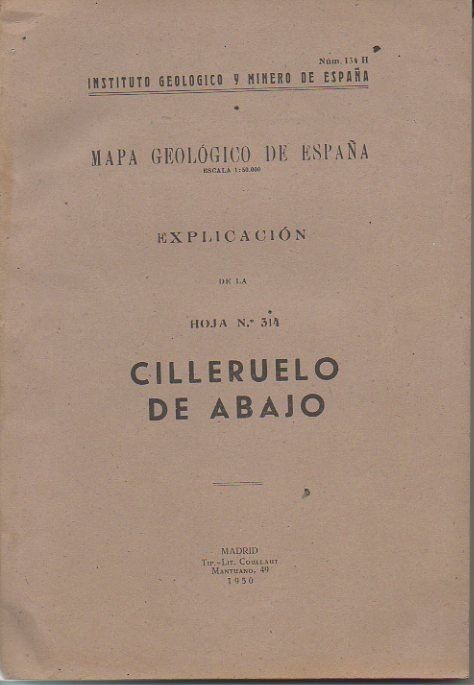 Núm. 134 H
INSTITUTO GEOLOGICO Y MINERO DE ESPAÑA
MAPA GEOLÓGICO DE ESPAÑA
ESCALA 1:50.000
EXPLICACIÓN
DE LA
HOJA N.º 314
CILLERUELO
DE ABAJO
MADRID
TIP.-LIT. COULLAUT
MANTUANO, 49
1950